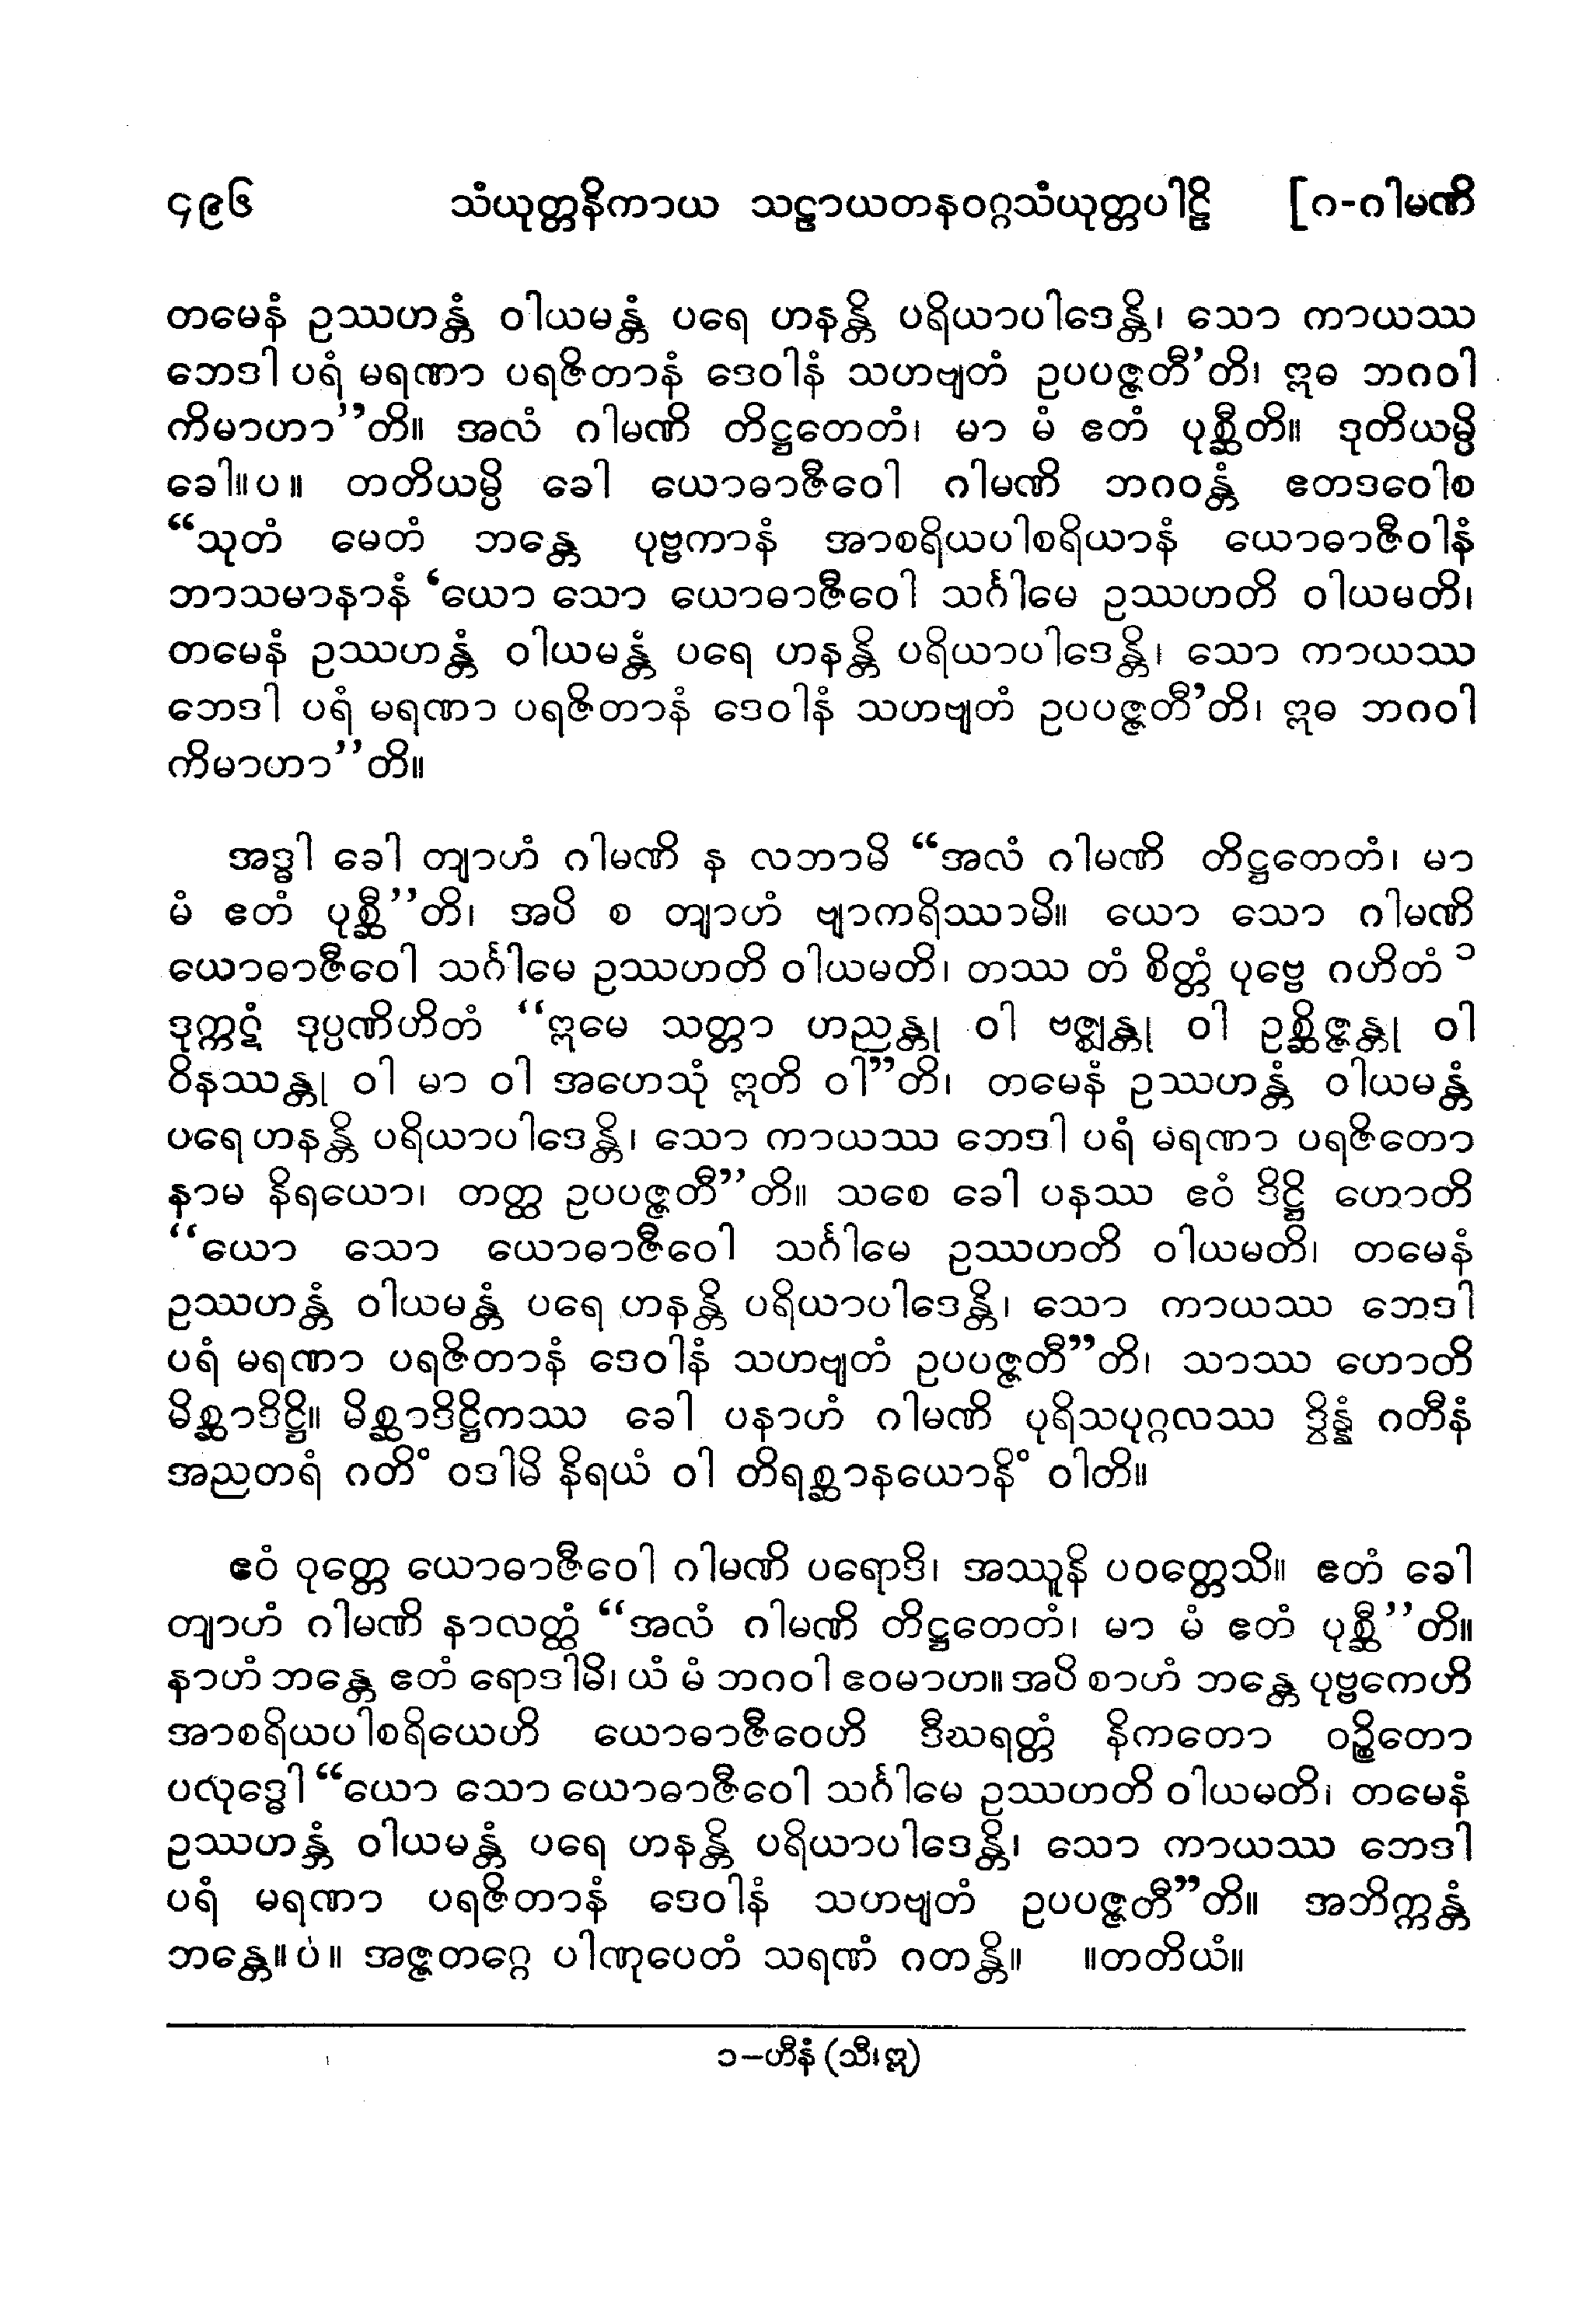 ၄၉၆ သံယုတ္တနိကာယ သဠာယတနဝဂ္ဂသံယုတ္တပါဠိ [ဂ-ဂါမဏိ
တမေနံ ဥဿဟန္တံ ဝါယမန္တံ ပရေ ဟနန္တိ ပရိယာပါဒေန္တိ၊ သော ကာယဿ
ဘေဒါ ပရံ မရဏာ ပရဇိတာနံ ဒေဝါနံ သဟဗျတံ ဥပပဇ္ဇတီ’တိ၊ ဣဓ ဘဂဝါ
ကိမာဟာ”တိ။ အလံ ဂါမဏိ တိဋ္ဌတေတံ၊ မာ မံ ဧတံ ပုစ္ဆီတိ။ ဒုတိယမ္ပိ
ခေါ။ပ။ တတိယမ္ပိ ခေါ ယောဓာဇီဝေါ ဂါမဏိ ဘဂဝန္တံ ဧတဒဝေါစ
“သုတံ မေတံ ဘန္တေ ပုဗ္ဗကာနံ အာစရိယပါစရိယာနံ ယောဓာဇီဝါနံ
ဘာသမာနာနံ ‘ယော သော ယောဓာဇီဝေါ သင်္ဂါမေ ဥဿဟတိ ဝါယမတိ၊
တမေနံ ဥဿဟန္တံ ဝါယမန္တံ ပရေ ဟနန္တိ ပရိယာပါဒေန္တိ၊ သော ကာယဿ
ဘေဒါ ပရံ မရဏာ ပရဇိတာနံ ဒေဝါနံ သဟဗျတံ ဥပပဇ္ဇတီ’တိ၊ ဣဓ ဘဂဝါ
ကိမာဟာ”တိ။
အဒ္ဓါ ခေါ တျာဟံ ဂါမဏိ န လဘာမိ “အလံ ဂါမဏိ တိဋ္ဌတေတံ၊ မာ
မံ ဧတံ ပုစ္ဆီ”တိ၊ အပိ စ တျာဟံ ဗျာကရိဿာမိ။ ယော သော ဂါမဏိ
ယောဓာဇီဝေါ သင်္ဂါမေ ဥဿဟတိ ဝါယမတိ၊ တဿ တံ စိတ္တံ ပုဗ္ဗေ ဂဟိတံ ၁
ဒုက္ကဋံ ဒုပ္ပဏိဟိတံ “ဣမေ သတ္တာ ဟညန္တု ဝါ ဗဇ္ဈန္တု ဝါ ဥစ္ဆိဇ္ဇန္တု ဝါ
ဝိနဿန္တု ဝါ မာ ဝါ အဟေသုံ ဣတိ ဝါ”တိ၊ တမေနံ ဥဿဟန္တံ ဝါယမန္တံ
ပရေ ဟနန္တိ ပရိယာပါဒေန္တိ၊ သော ကာယဿ ဘေဒါ ပရံ မရဏာ ပရဇိတော
နာမ နိရယော၊ တတ္ထ ဥပပဇ္ဇတီ”တိ။ သစေ ခေါ ပနဿ ဧဝံ ဒိဋ္ဌိ ဟောတိ
“ယော သော ယောဓာဇီဝေါ သင်္ဂါမေ ဥဿဟတိ ဝါယမတိ၊ တမေနံ
ဥဿဟန္တံ ဝါယမန္တံ ပရေ ဟနန္တိ ပရိယာပါဒေန္တိ၊ သော ကာယဿ ဘေဒါ
ပရံ မရဏာ ပရဇိတာနံ ဒေဝါနံ သဟဗျတံ ဥပပဇ္ဇတီ”တိ၊ သာဿ ဟောတိ
မိစ္ဆာဒိဋ္ဌိ။ မိစ္ဆာဒိဋ္ဌိကဿ ခေါ ပနာဟံ ဂါမဏိ ပုရိသပုဂ္ဂလဿ ဒွိန္နံ ဂတီနံ
အညတရံ ဂတိံ ဝဒါမိ နိရယံ ဝါ တိရစ္ဆာနယောနိံ ဝါတိ။
ဧဝံ ဝုတ္တေ ယောဓာဇီဝေါ ဂါမဏိ ပရောဒိ၊ အဿူနိ ပဝတ္တေသိ။ ဧတံ ခေါ
တျာဟံ ဂါမဏိ နာလတ္ထံ “အလံ ဂါမဏိ တိဋ္ဌတေတံ၊ မာ မံ ဧတံ ပုစ္ဆီ”တိ။
နာဟံ ဘန္တေ ဧတံ ရောဒါမိ၊ ယံ မံ ဘဂဝါ ဧဝမာဟ။ အပိ စာဟံ ဘန္တေ ပုဗ္ဗကေဟိ
အာစရိယပါစရိယေဟိ ယောဓာဇီဝေဟိ ဒီဃရတ္တံ နိကတော ဝဉ္စိတော
ပလုဒ္ဓေါ “ယော သော ယောဓာဇီဝေါ သင်္ဂါမေ ဥဿဟတိ ဝါယမတိ၊ တမေနံ
ဥဿဟန္တံ ဝါယမန္တံ ပရေ ဟနန္တိ ပရိယာပါဒေန္တိ၊ သော ကာယဿ ဘေဒါ
ပရံ မရဏာ ပရဇိတာနံ ဒေဝါနံ သဟဗျတံ ဥပပဇ္ဇတီ”တိ။ အဘိက္ကန္တံ
ဘန္တေ။ပ။ အဇ္ဇတဂ္ဂေ ပါဏုပေတံ သရဏံ ဂတန္တိ။ ။တတိယံ။
၁–ဟီနံ (သီ၊ ဣ)